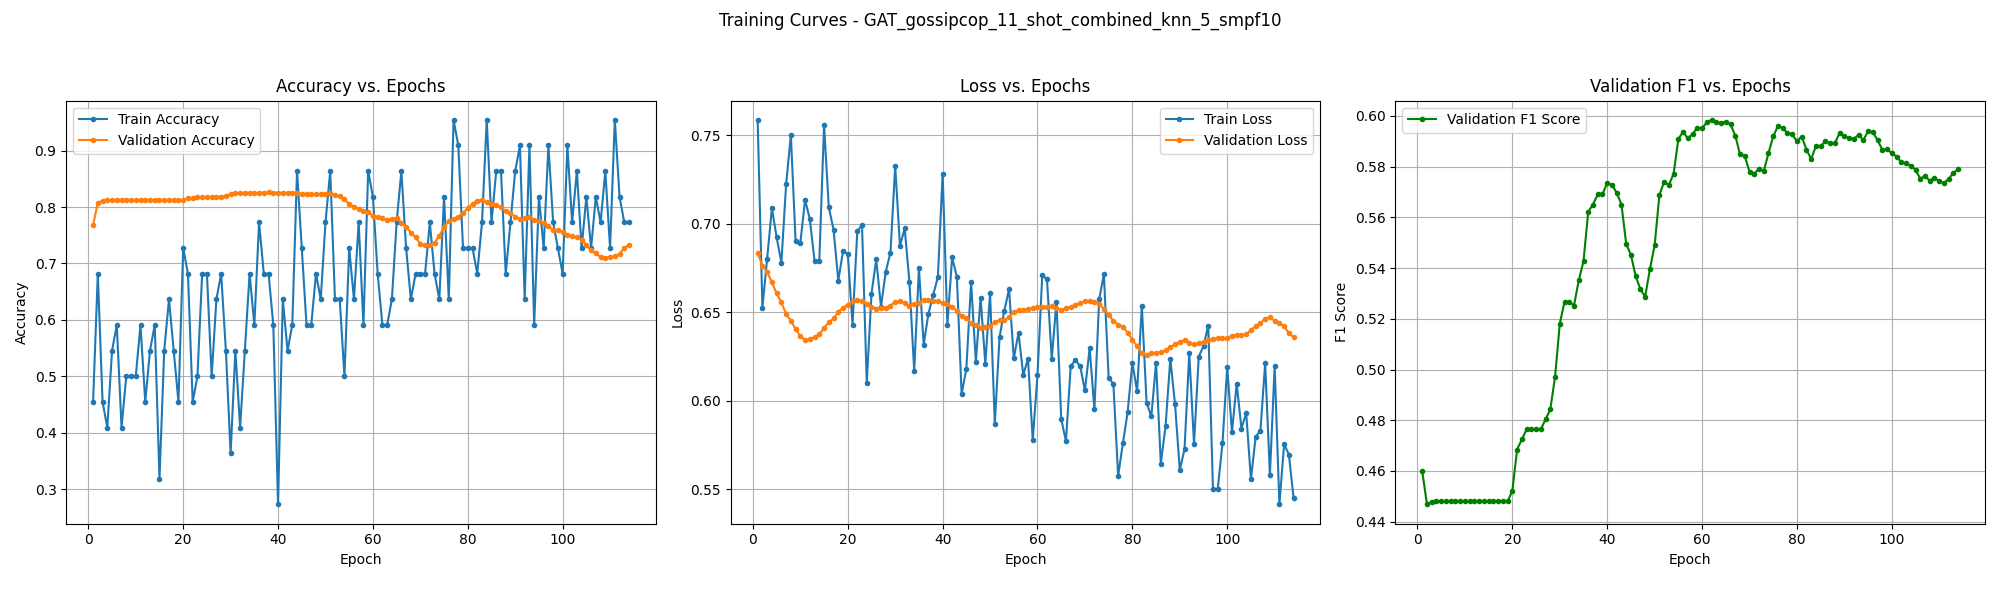 Training Curves - GAT_gossipcop_11_shot_combined_knn_5_smpf10
Accuracy vs. Epochs
Train Accuracy
Validation Accuracy
Accuracy
0.9
0.8
0.7
0.6
0.5
0.4
0.3
0 20 40 60 80 100
Epoch
Loss vs. Epochs
Train Loss
Validation Loss
Loss
0.75
0.70
0.65
0.60
0.55
0 20 40 60 80 100
Epoch
Validation F1 vs. Epochs
Validation F1 Score
F1 Score
0.60
0.58
0.56
0.54
0.52
0.50
0.48
0.46
0.44
0 20 40 60 80 100
Epoch